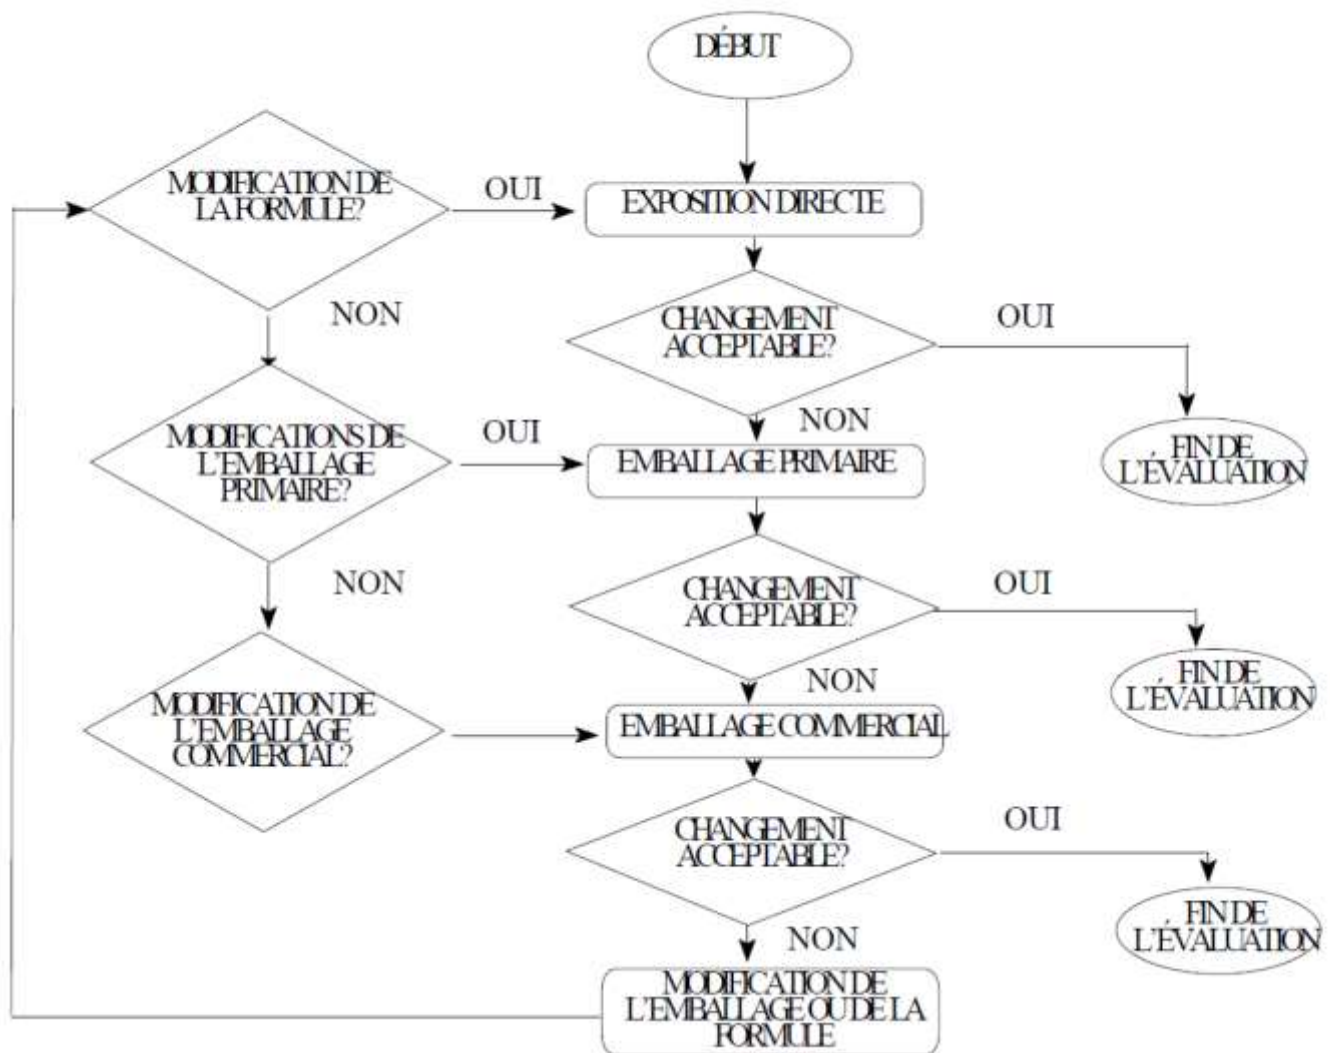 DÉBUT
MODIFICATION DE
LA FORMULE?
OUI
EXPOSITION DIRECTE
NON
CHANGEMENT
ACCEPTABLE?
OUI
NON
MODIFICATIONS DE
L'EMBALLAGE
PRIMAIRE?
OUI
EMBALLAGE PRIMAIRE
FIN DE
L'ÉVALUATION
NON
CHANGEMENT
ACCEPTABLE?
OUI
NON
MODIFICATION DE
L'EMBALLAGE
COMMERCIAL?
EMBALLAGE COMMERCIAL
FIN DE
L'ÉVALUATION
CHANGEMENT
ACCEPTABLE?
OUI
NON
FIN DE
L'ÉVALUATION
MODIFICATION DE
L'EMBALLAGE OU DE LA
FORMULE